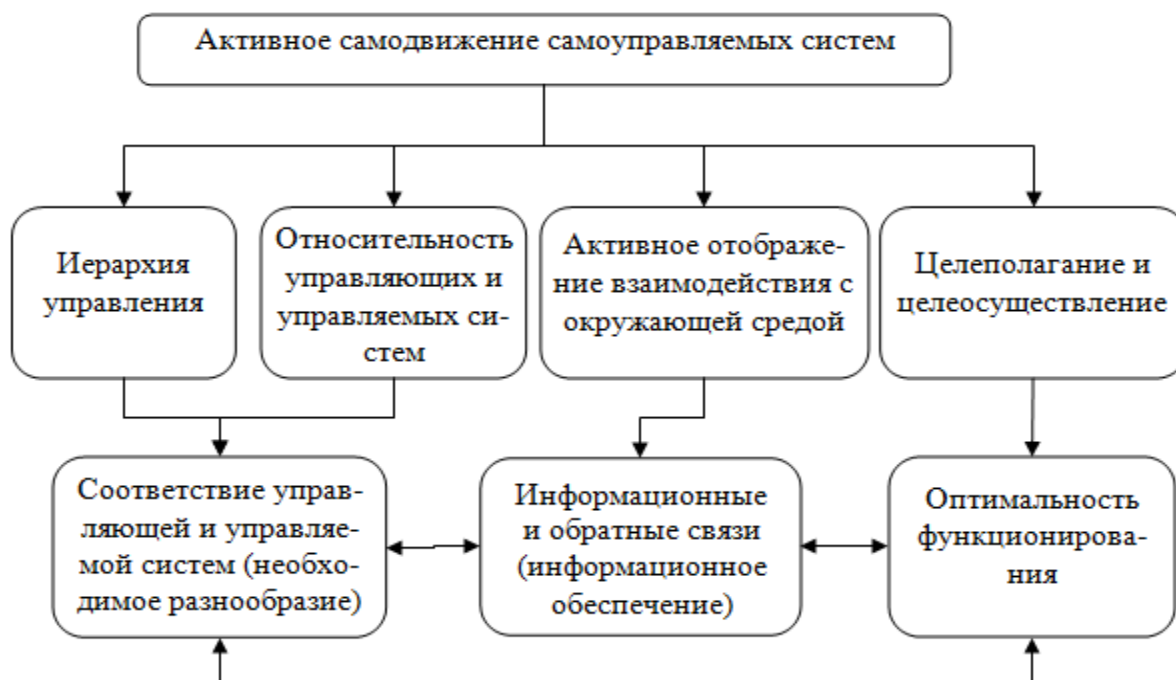 Активное самодвижение самоуправляемых систем
Иерархия
управления
Относительность
управляющих и
управляемых си-
стем
Активное отображе-
ние взаимодействия с
окружающей средой
Целеполагание и
целеосуществление
Соответствие управ-
ляющей и управляе-
мой систем (необхо-
димое разнообразие)
Информационные
и обратные связи
(информационное
обеспечение)
Оптимальность
функционирова-
ния